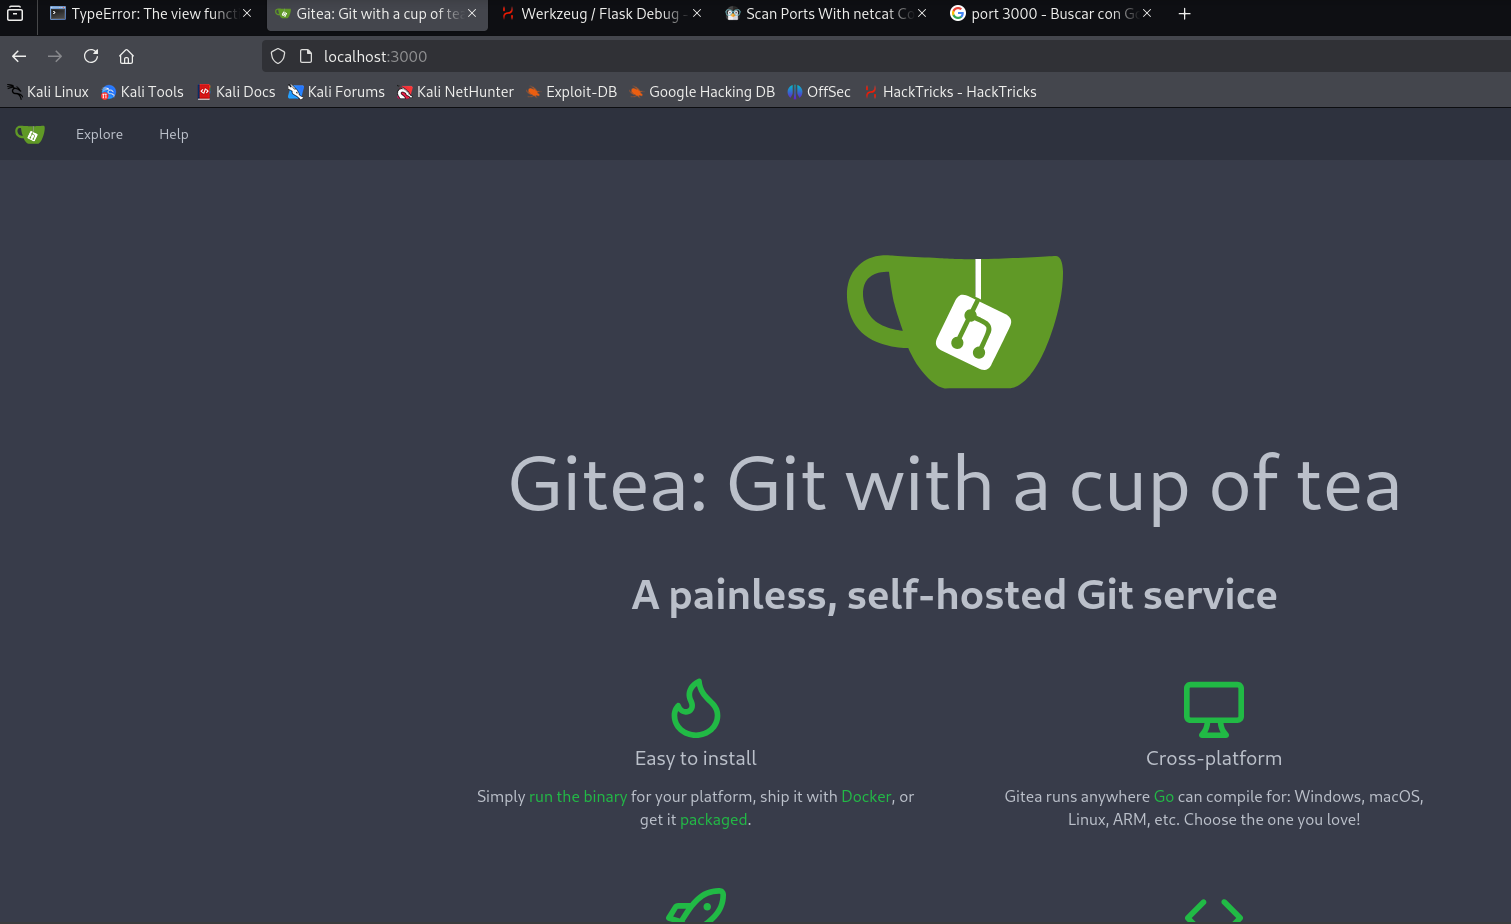 TypeError: The view funct
Gitea: Git with a cup of te
Werkzeug / Flask Debug -
Scan Ports With netcat Co
port 3000 - Buscar con Go
localhost:3000
Kali Linux
Kali Tools
Kali Docs
Kali Forums
Kali NetHunter
Exploit-DB
Google Hacking DB
OffSec
HackTricks - HackTricks
Explore
Help
Gitea: Git with a cup of tea
A painless, self-hosted Git service
Easy to install
Simply run the binary for your platform, ship it with Docker, or
get it packaged.
Cross-platform
Gitea runs anywhere Go can compile for: Windows, macOS,
Linux, ARM, etc. Choose the one you love!